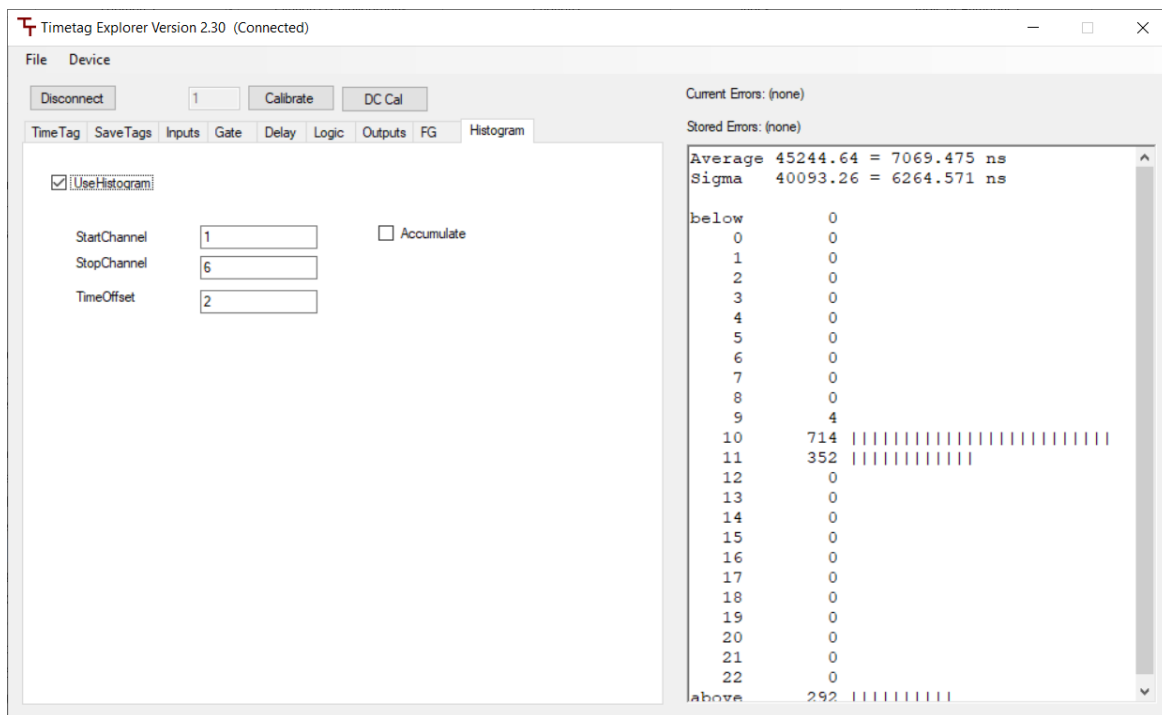 Timetag Explorer Version 2.30 (Connected)
File Device
Disconnect 1 Calibrate DC Cal
TimeTag SaveTags Inputs Gate Delay Logic Outputs FG Histogram
UseHistogram
StartChannel 1 Accumulate
StopChannel 6
TimeOffset 2
Current Errors: (none)
Stored Errors: (none)
Average 45244.64 = 7069.475 ns
Sigma 40093.26 = 6264.571 ns
below 0
0 0
1 0
2 0
3 0
4 0
5 0
6 0
7 0
8 0
9 4
10 714 |||||||||||||||||||||||||
11 352 ||||||||||||
12 0
13 0
14 0
15 0
16 0
17 0
18 0
19 0
20 0
21 0
22 0
above 292 ||||||||||